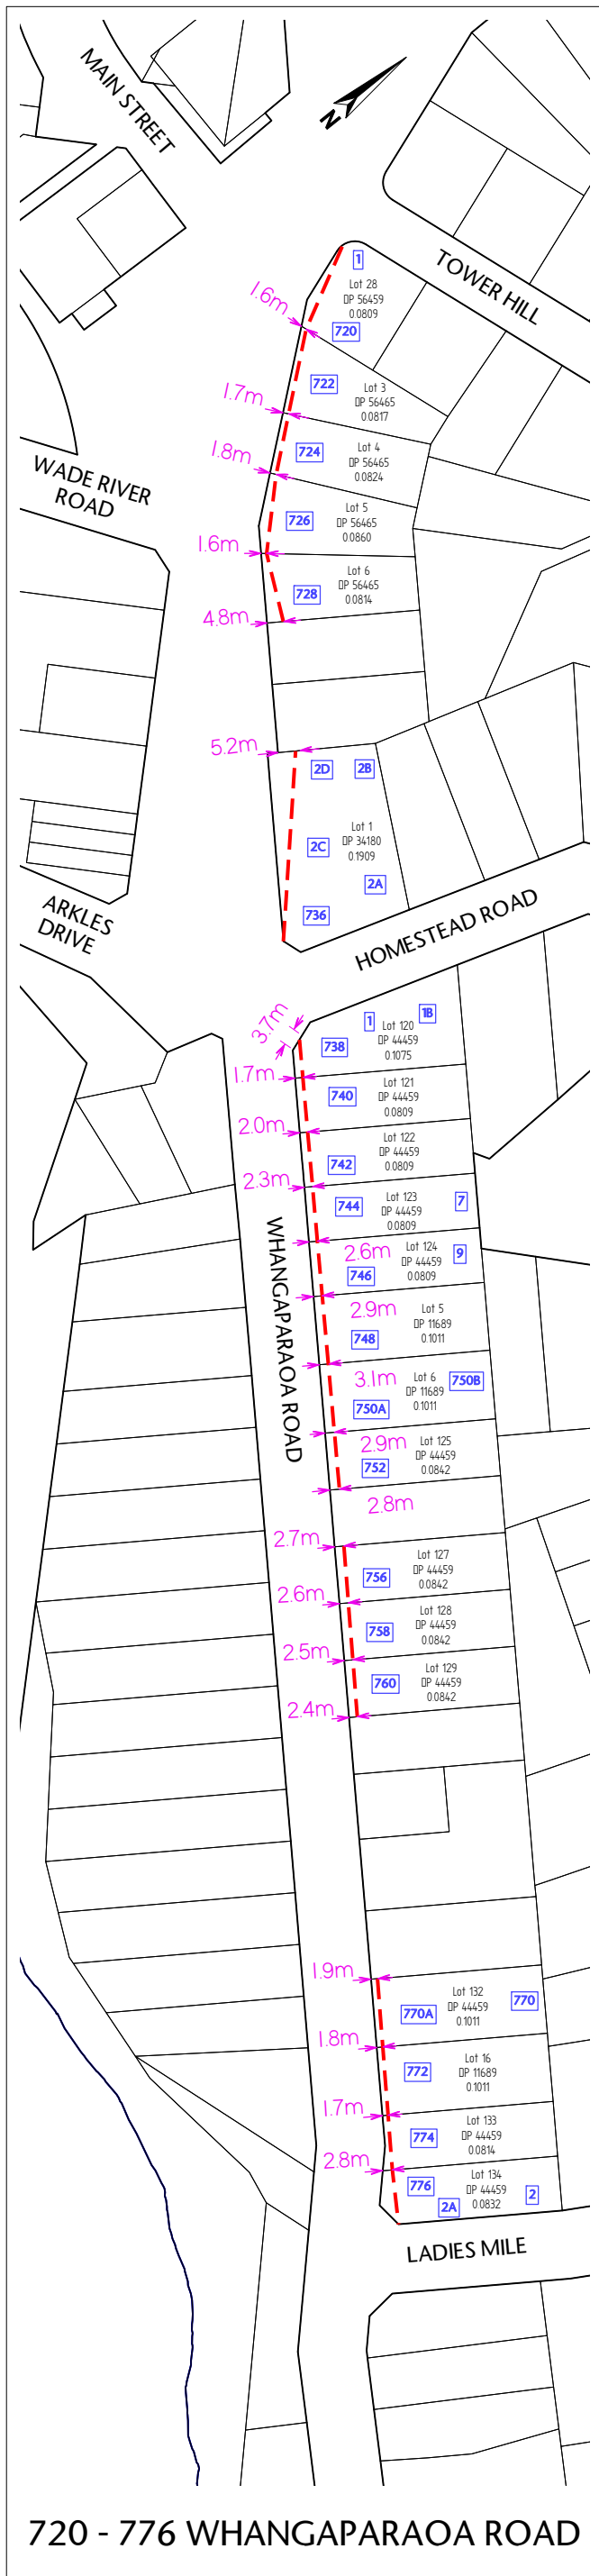 MAIN STREET
N
TOWER HILL
1
Lot 28
DP 56459
0.0809
1.6m
720
722
Lot 3
DP 56465
0.0817
1.7m
724
Lot 4
DP 56465
0.0824
1.8m
WADE RIVER
ROAD
726
Lot 5
DP 56465
0.0860
1.6m
728
Lot 6
DP 56465
0.0814
4.8m
5.2m
2D
2B
Lot 1
DP 34180
0.1909
2C
2A
736
ARKLES
DRIVE
HOMESTEAD ROAD
3.7m
1
1B
Lot 120
DP 44459
0.1075
738
1.7m
740
Lot 121
DP 44459
0.0809
2.0m
742
Lot 122
DP 44459
0.0809
2.3m
744
Lot 123
DP 44459
0.0809
7
WHANGAPARAOA ROAD
2.6m
Lot 124
DP 44459
0.0809
9
746
2.9m
Lot 5
DP 11689
0.1011
748
3.1m
Lot 6
DP 11689
0.1011
750B
750A
2.9m
Lot 125
DP 44459
0.0842
752
2.8m
2.7m
756
Lot 127
DP 44459
0.0842
2.6m
758
Lot 128
DP 44459
0.0842
2.5m
760
Lot 129
DP 44459
0.0842
2.4m
1.9m
770A
Lot 132
DP 44459
0.1011
770
1.8m
772
Lot 16
DP 11689
0.1011
1.7m
774
Lot 133
DP 44459
0.0814
2.8m
776
Lot 134
DP 44459
0.0832
2A
2
LADIES MILE
720 - 776 WHANGAPARAOA ROAD